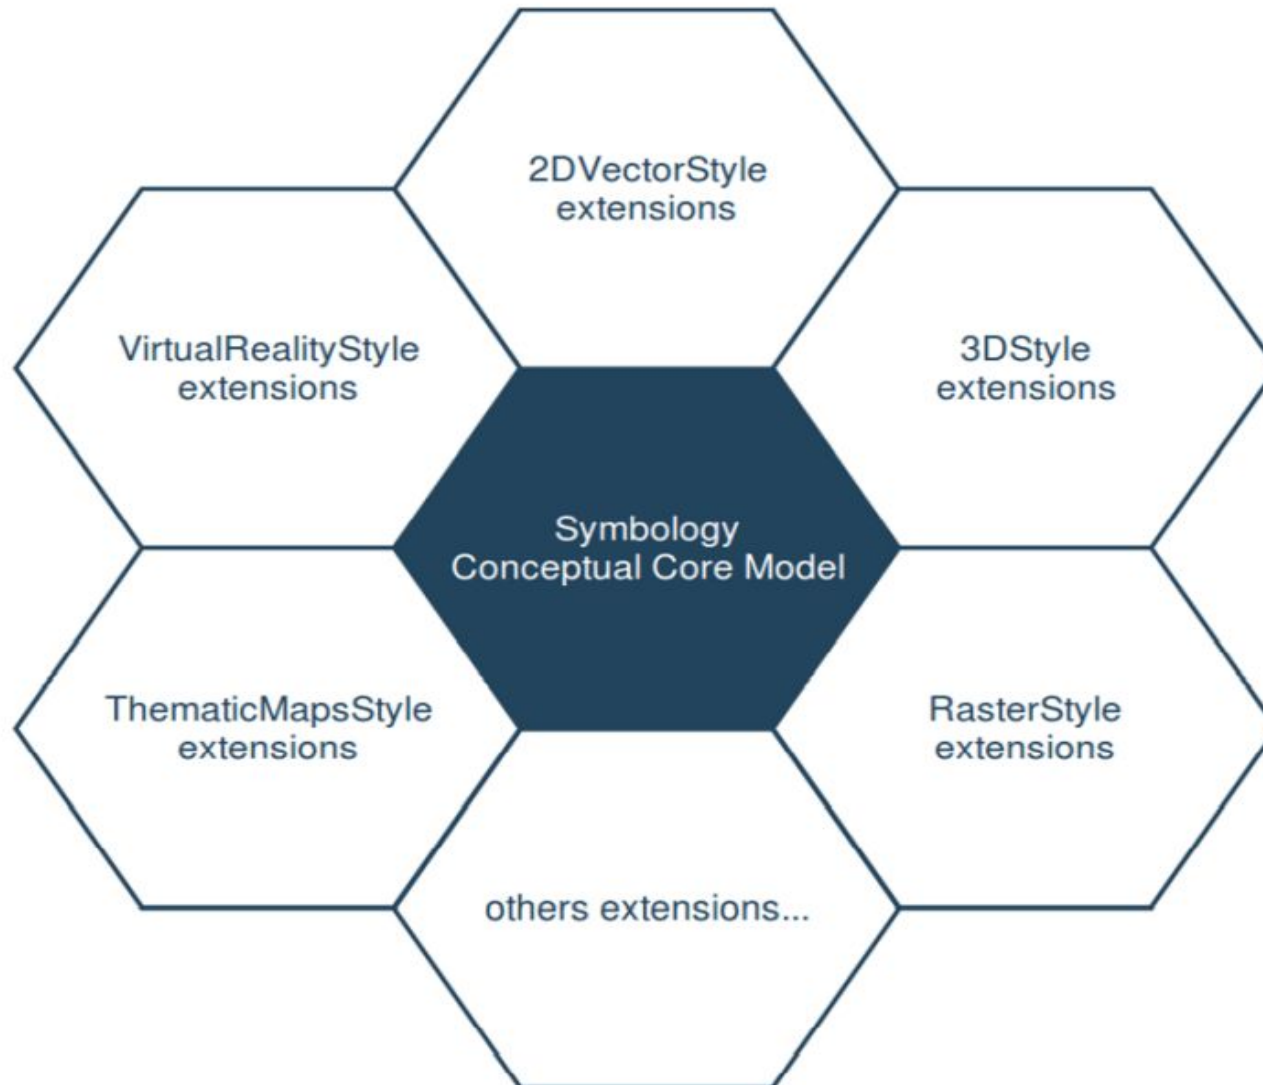 2DVectorStyle
extensions
VirtualRealityStyle
extensions
3DStyle
extensions
Symbology
Conceptual Core Model
ThematicMapsStyle
extensions
RasterStyle
extensions
others extensions...